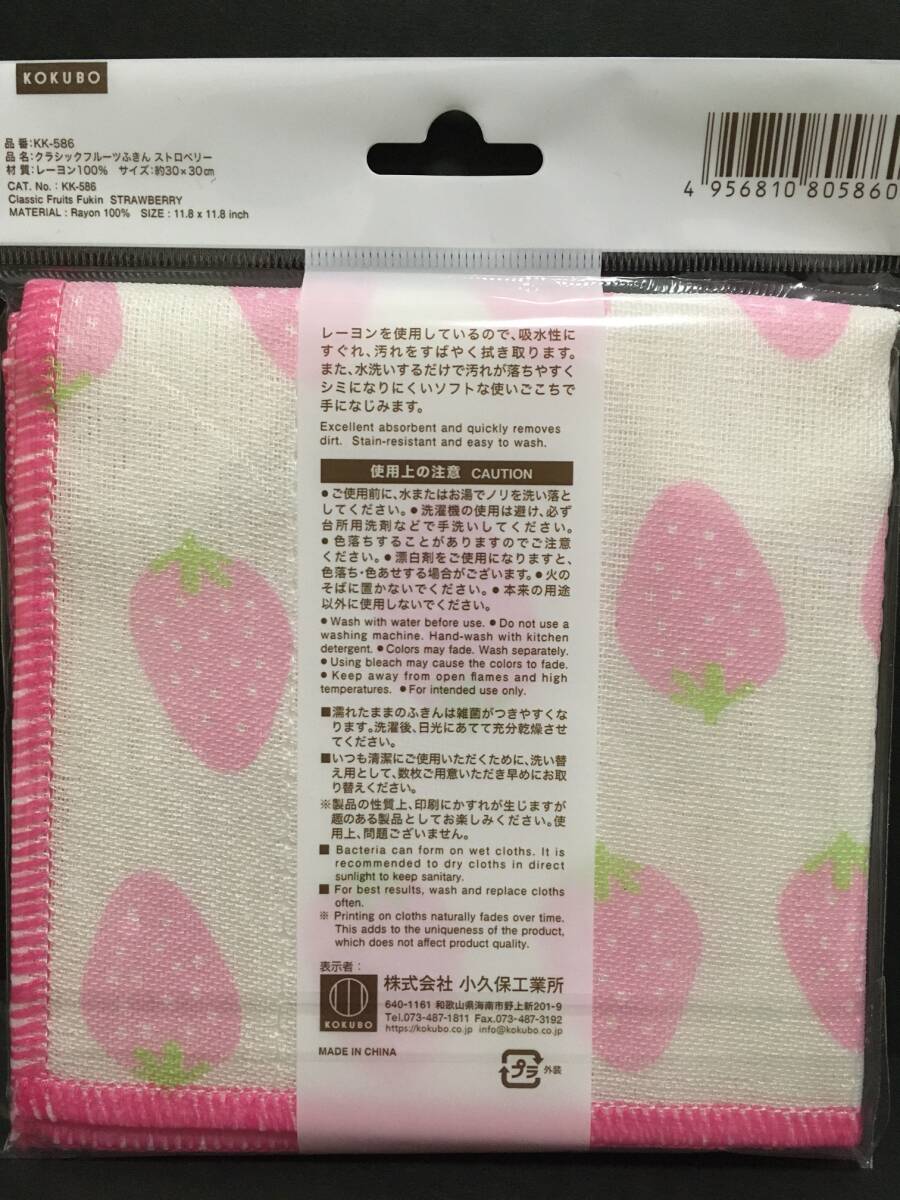 KOKUBO
品 番:KK-586
品 名:クラシックフルーツふきん ストロベリー
材 質:レーヨン100% サイズ:約30×30㎝
CAT. No. : KK-586
Classic Fruits Fukin STRAWBERRY
MATERIAL : Rayon 100% SIZE : 11.8 x 11.8 inch
4 956810 805860
レーヨンを使用しているので、吸水性に
すぐれ、汚れをすばやく拭き取ります。
また、水洗いするだけで汚れが落ちやすく
シミになりにくいソフトな使いごこちで
手になじみます。
Excellent absorbent and quickly removes
dirt. Stain-resistant and easy to wash.
使用上の注意 CAUTION
●ご使用前に、水またはお湯でノリを洗い落と
してください。●洗濯機の使用は避け、必ず
台所用洗剤などで手洗いしてください。
●色落ちすることがありますのでご注意
ください。●漂白剤をご使用になりますと、
色落ち・色あせする場合がございます。●火の
そばに置かないでください。●本来の用途
以外に使用しないでください。
●Wash with water before use. ●Do not use a
washing machine. Hand-wash with kitchen
detergent. ●Colors may fade. Wash separately.
●Using bleach may cause the colors to fade.
●Keep away from open flames and high
temperatures. ●For intended use only.
■濡れたままのふきんは雑菌がつきやすくな
ります。洗濯後、日光にあてて充分乾燥させ
てください。
■いつも清潔にご使用いただくために、洗い替
え用として、数枚ご用意いただき早めにお取
り替えください。
※製品の性質上、印刷にかすれが生じますが
趣のある製品としてお楽しみください。使
用上、問題ございません。
■ Bacteria can form on wet cloths. It is
recommended to dry cloths in direct
sunlight to keep sanitary.
■ For best results, wash and replace cloths
often.
※ Printing on cloths naturally fades over time.
This adds to the uniqueness of the product,
which does not affect product quality.
表示者:
KOKUBO
株式会社 小久保工業所
640-1161 和歌山県海南市野上新201-9
Tel.073-487-1811 Fax.073-487-3192
https://kokubo.co.jp info@kokubo.co.jp
MADE IN CHINA
プラ 外装